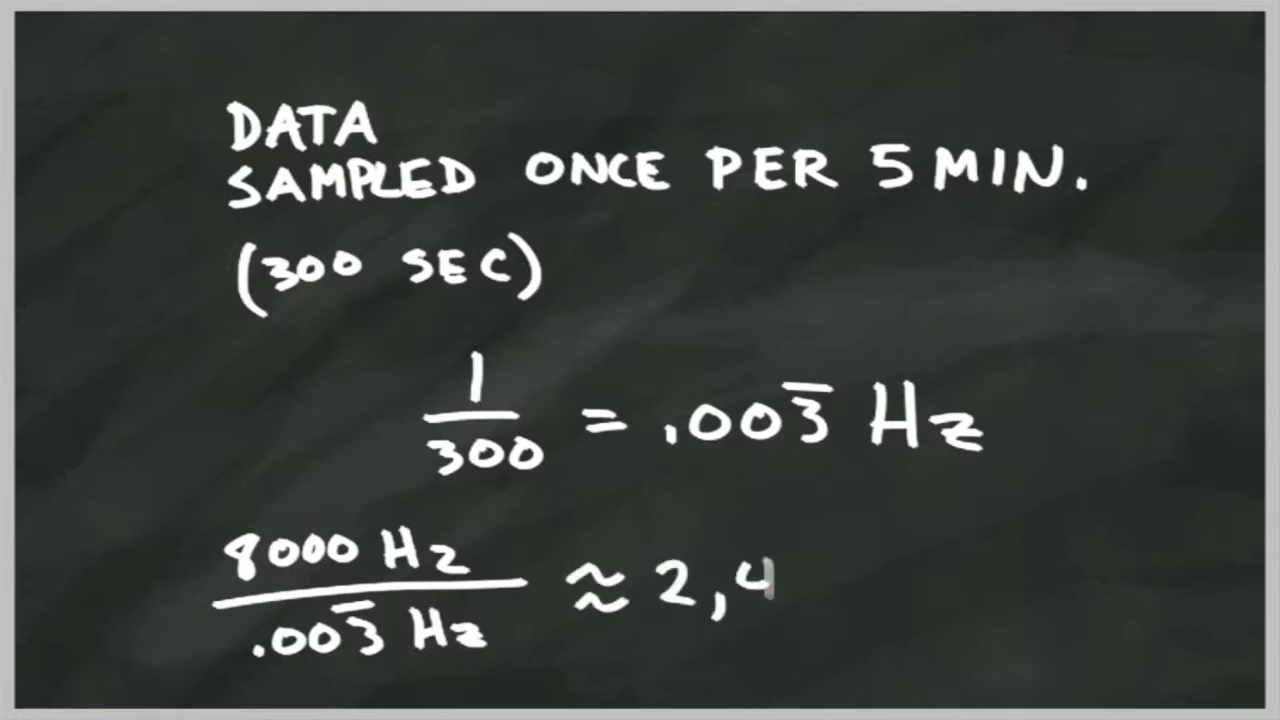 DATA
SAMPLED ONCE PER 5 MIN.
(300 SEC)
1/300 = .003̅ Hz
8000 Hz/.003̅ Hz ≈ 2,4